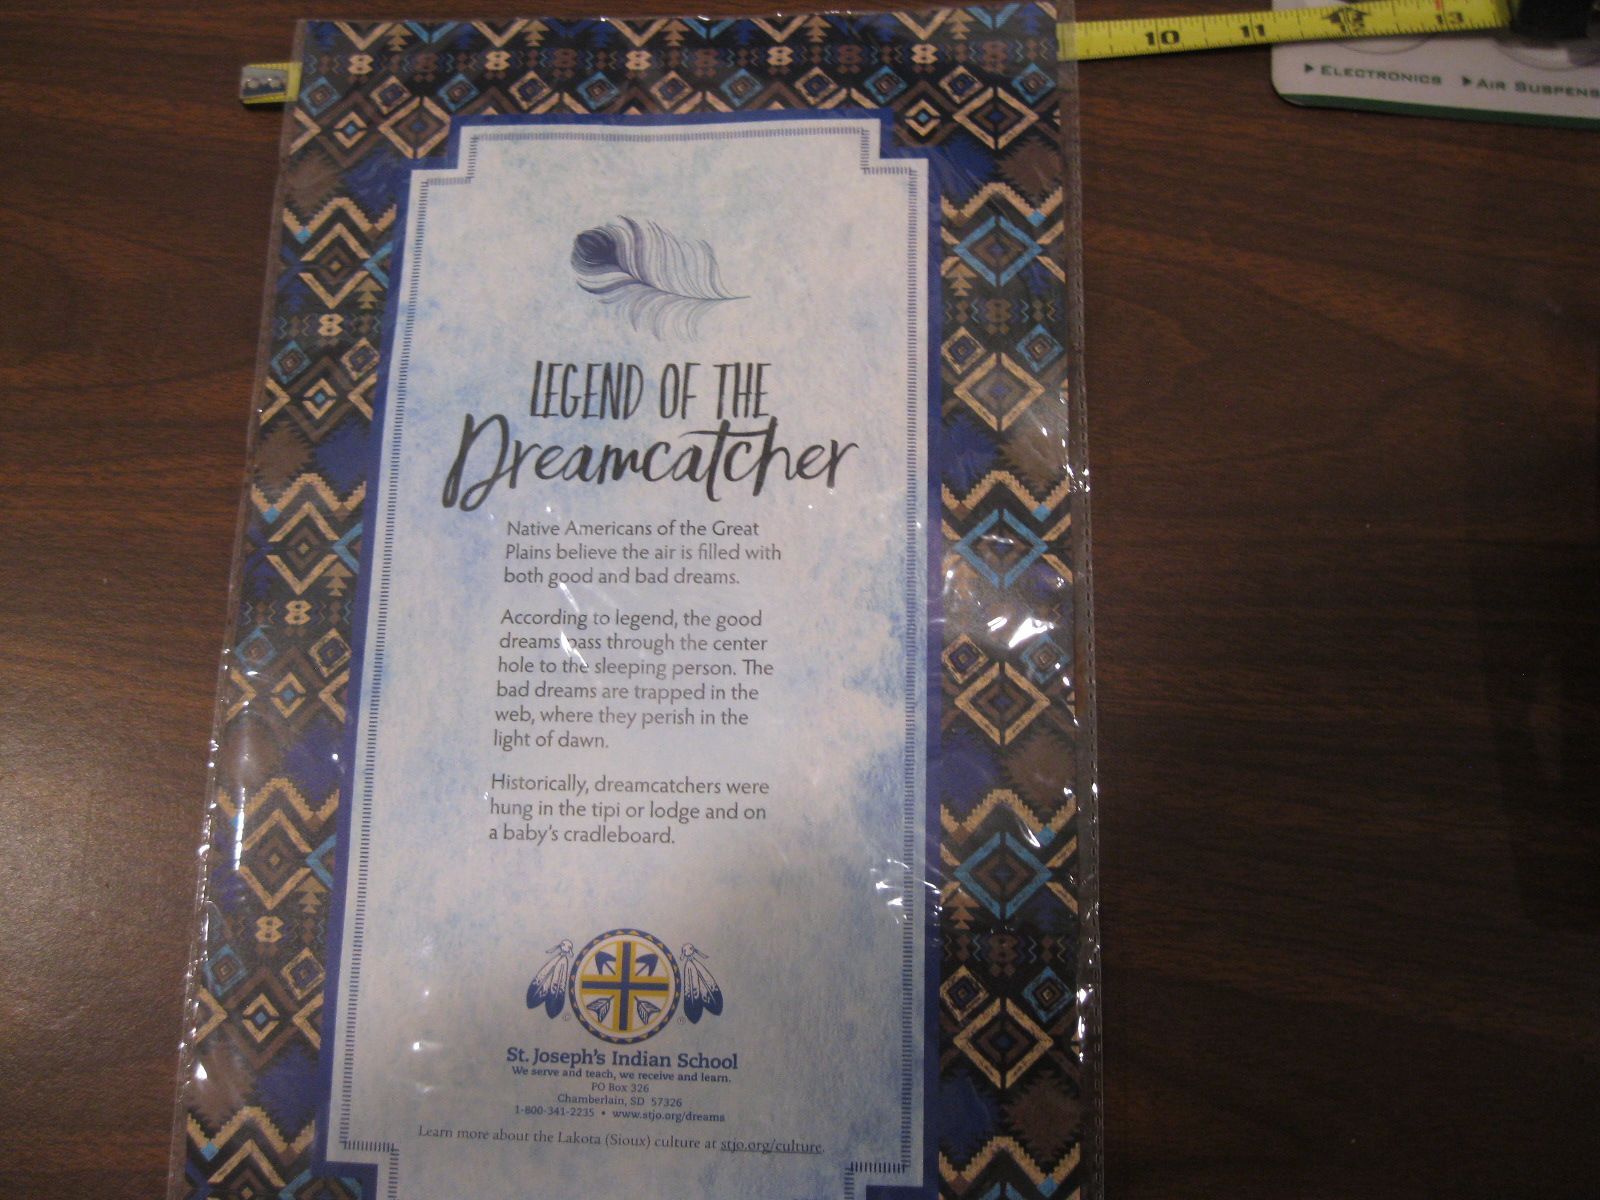 10 11 12 13
▶ ELECTRONICS ▶ AIR SUSPENS
LEGEND OF THE
Dreamcatcher
Native Americans of the Great
Plains believe the air is filled with
both good and bad dreams.
According to legend, the good
dreams pass through the center
hole to the sleeping person. The
bad dreams are trapped in the
web, where they perish in the
light of dawn.
Historically, dreamcatchers were
hung in the tipi or lodge and on
a baby's cradleboard.
© ®
St. Joseph's Indian School
We serve and teach, we receive and learn.
PO Box 326
Chamberlain, SD 57326
1-800-341-2235 • www.stjo.org/dreams
Learn more about the Lakota (Sioux) culture at stjo.org/culture.